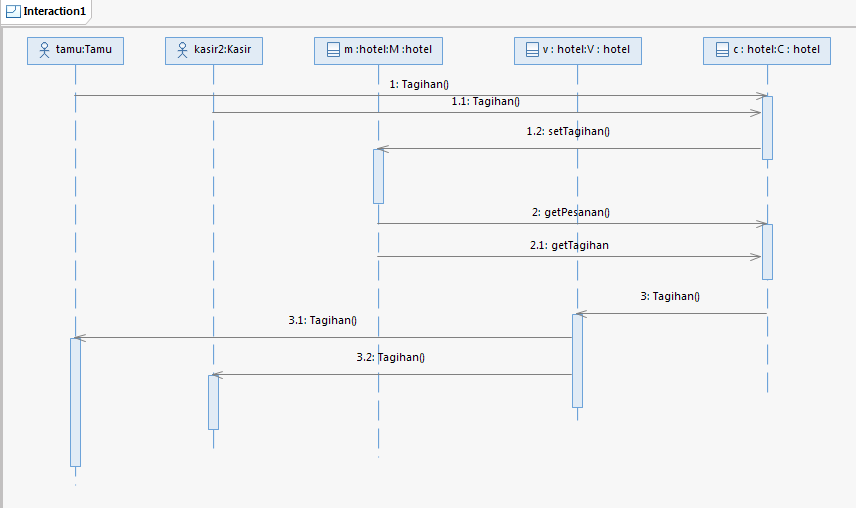 Interaction1
tamu:Tamu
kasir2:Kasir
m :hotel:M :hotel
v : hotel:V : hotel
c : hotel:C : hotel
1: Tagihan()
1.1: Tagihan()
1.2: setTagihan()
2: getPesanan()
2.1: getTagihan
3: Tagihan()
3.1: Tagihan()
3.2: Tagihan()